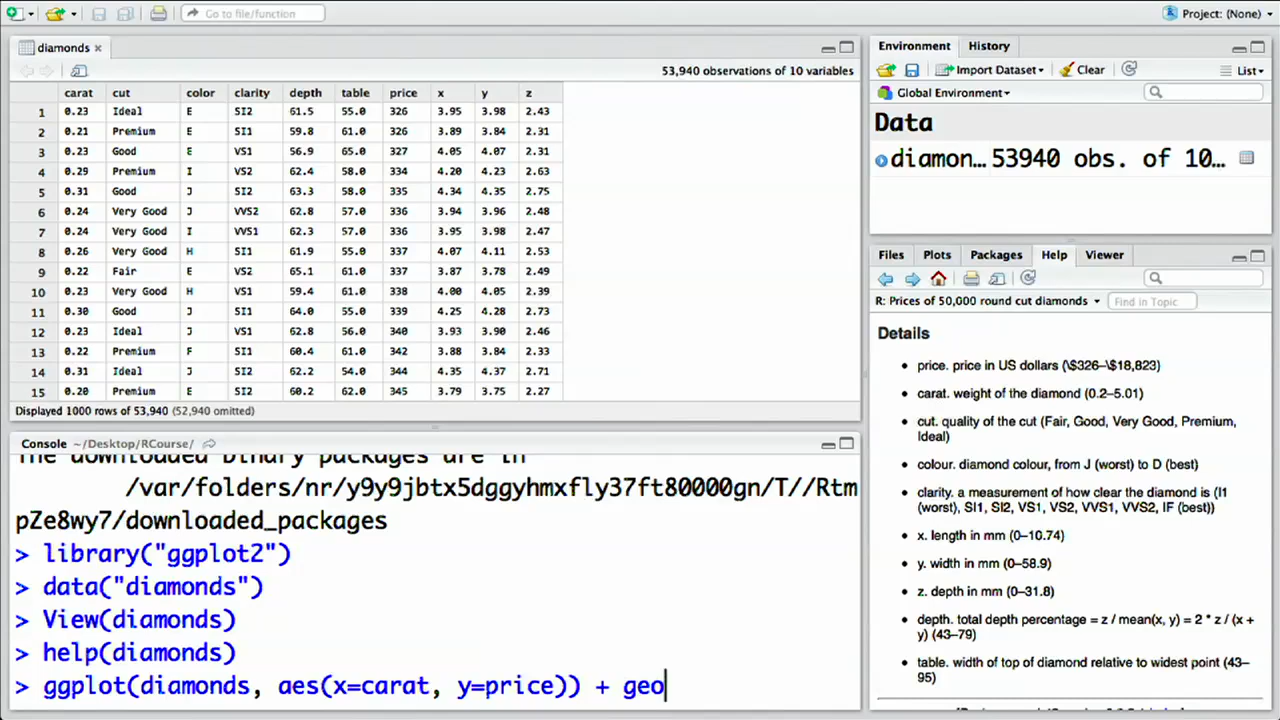 Go to file/function
Project: (None)
diamonds
53,940 observations of 10 variables
carat cut color clarity depth table price x y z
1 0.23 Ideal E SI2 61.5 55.0 326 3.95 3.98 2.43
2 0.21 Premium E SI1 59.8 61.0 326 3.89 3.84 2.31
3 0.23 Good E VS1 56.9 65.0 327 4.05 4.07 2.31
4 0.29 Premium I VS2 62.4 58.0 334 4.20 4.23 2.63
5 0.31 Good J SI2 63.3 58.0 335 4.34 4.35 2.75
6 0.24 Very Good J VVS2 62.8 57.0 336 3.94 3.96 2.48
7 0.24 Very Good I VVS1 62.3 57.0 336 3.95 3.98 2.47
8 0.26 Very Good H SI1 61.9 55.0 337 4.07 4.11 2.53
9 0.22 Fair E VS2 65.1 61.0 337 3.87 3.78 2.49
10 0.23 Very Good H VS1 59.4 61.0 338 4.00 4.05 2.39
11 0.30 Good J SI1 64.0 55.0 339 4.25 4.28 2.73
12 0.23 Ideal J VS1 62.8 56.0 340 3.93 3.90 2.46
13 0.22 Premium F SI1 60.4 61.0 342 3.88 3.84 2.33
14 0.31 Ideal J SI2 62.2 54.0 344 4.35 4.37 2.71
15 0.20 Premium E SI2 60.2 62.0 345 3.79 3.75 2.27
Displayed 1000 rows of 53,940 (52,940 omitted)
Console ~/Desktop/RCourse/
The downloaded binary packages are in
/var/folders/nr/y9y9jbtx5dggyhmxfly37ft80000gn/T//Rtm
pZe8wy7/downloaded_packages
> library("ggplot2")
> data("diamonds")
> View(diamonds)
> help(diamonds)
> ggplot(diamonds, aes(x=carat, y=price)) + geo
Environment History
Import Dataset Clear List
Global Environment
Data
diamon... 53940 obs. of 10...
Files Plots Packages Help Viewer
R: Prices of 50,000 round cut diamonds Find in Topic
Details
• price. price in US dollars (\$326–\$18,823)
• carat. weight of the diamond (0.2–5.01)
• cut. quality of the cut (Fair, Good, Very Good, Premium,
Ideal)
• colour. diamond colour, from J (worst) to D (best)
• clarity. a measurement of how clear the diamond is (I1
(worst), SI1, SI2, VS1, VS2, VVS1, VVS2, IF (best))
• x. length in mm (0–10.74)
• y. width in mm (0–58.9)
• z. depth in mm (0–31.8)
• depth. total depth percentage = z / mean(x, y) = 2 * z / (x +
y) (43–79)
• table. width of top of diamond relative to widest point (43–
95)